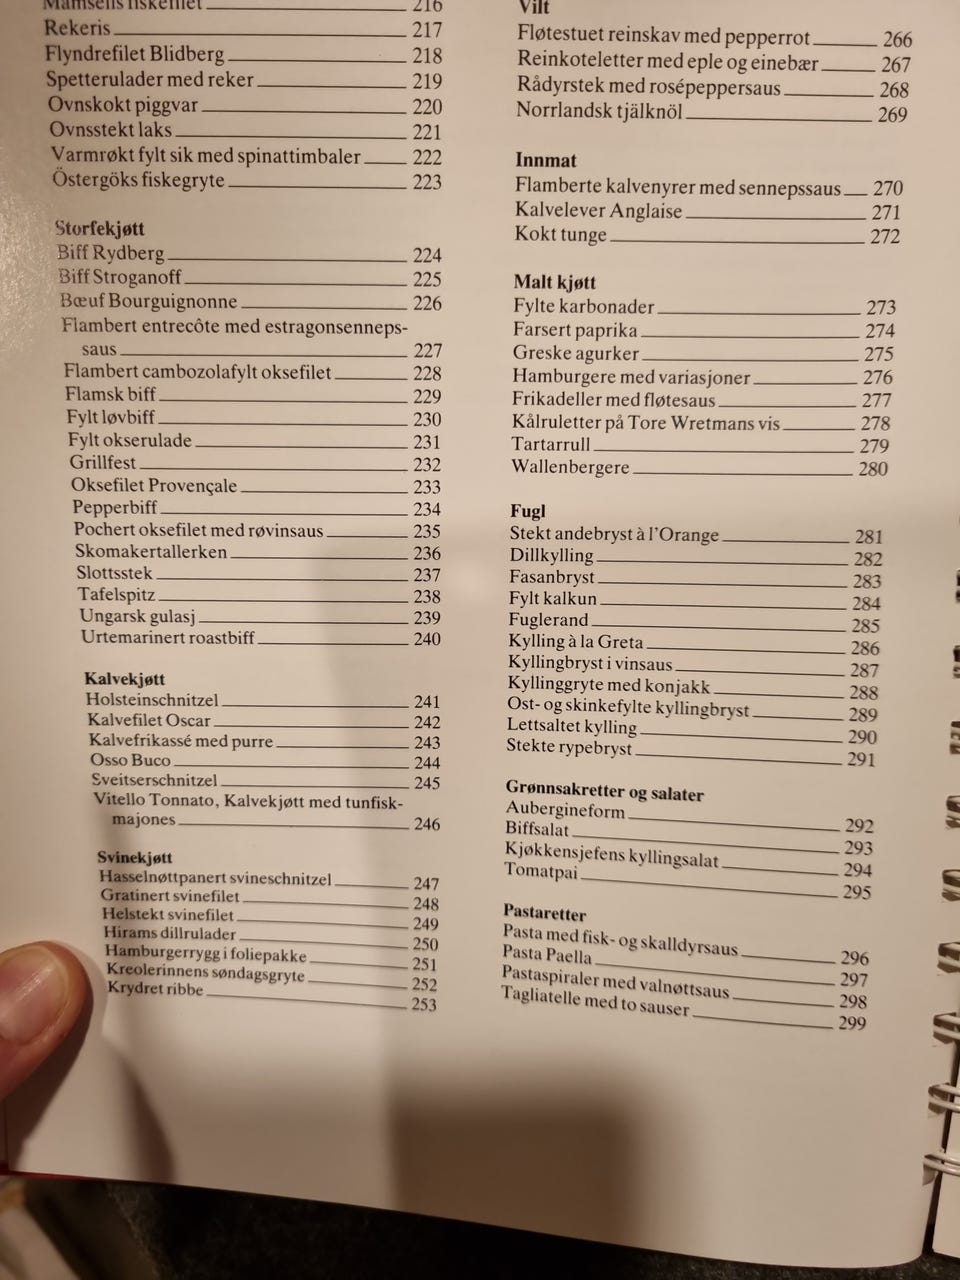 Mamsells fiskefilet 216
Rekeris 217
Flyndrefilet Blidberg 218
Spetterulader med reker 219
Ovnskokt piggvar 220
Ovnsstekt laks 221
Varmrøkt fylt sik med spinattimbaler 222
Östergöks fiskegryte 223
Storfekjøtt
Biff Rydberg 224
Biff Stroganoff 225
Bœuf Bourguignonne 226
Flambert entrecôte med estragonsenneps-
saus 227
Flambert cambozolafylt oksefilet 228
Flamsk biff 229
Fylt løvbiff 230
Fylt okserulade 231
Grillfest 232
Oksefilet Provençale 233
Pepperbiff 234
Pochert oksefilet med røvinsaus 235
Skomakertallerken 236
Slottsstek 237
Tafelspitz 238
Ungarsk gulasj 239
Urtemarinert roastbiff 240
Kalvekjøtt
Holsteinschnitzel 241
Kalvefilet Oscar 242
Kalvefrikassé med purre 243
Osso Buco 244
Sveitserschnitzel 245
Vitello Tonnato, Kalvekjøtt med tunfisk-
majones 246
Svinekjøtt
Hasselnøttpanert svineschnitzel 247
Gratinert svinefilet 248
Helstekt svinefilet 249
Hirams dillrulader 250
Hamburgerrygg i foliepakke 251
Kreolerinnens søndagsgryte 252
Krydret ribbe 253
Vilt
Fløtestuet reinskav med pepperrot 266
Reinkoteletter med eple og einebær 267
Rådyrstek med rosépeppersaus 268
Norrlandsk tjälknöl 269
Innmat
Flamberte kalvenyrer med sennepssaus 270
Kalvelever Anglaise 271
Kokt tunge 272
Malt kjøtt
Fylte karbonader 273
Farsert paprika 274
Greske agurker 275
Hamburgere med variasjoner 276
Frikadeller med fløtesaus 277
Kålruletter på Tore Wretmans vis 278
Tartarrull 279
Wallenbergere 280
Fugl
Stekt andebryst à l'Orange 281
Dillkylling 282
Fasanbryst 283
Fylt kalkun 284
Fuglerand 285
Kylling à la Greta 286
Kyllingbryst i vinsaus 287
Kyllinggryte med konjakk 288
Ost- og skinkefylte kyllingbryst 289
Lettsaltet kylling 290
Stekte rypebryst 291
Grønnsakretter og salater
Aubergineform 292
Biffsalat 293
Kjøkkensjefens kyllingsalat 294
Tomatpai 295
Pastaretter
Pasta med fisk- og skalldyrsaus 296
Pasta Paella 297
Pastaspiraler med valnøttsaus 298
Tagliatelle med to sauser 299